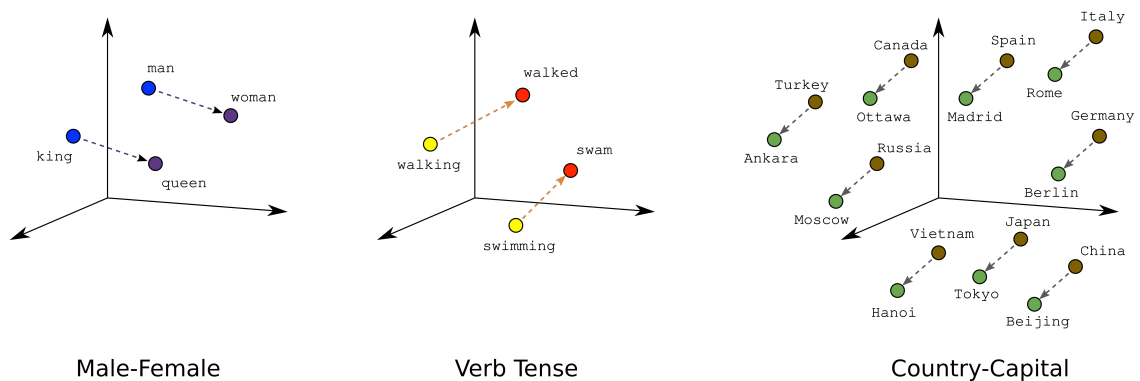 man
woman
king
queen
Male-Female
walked
walking
swam
swimming
Verb Tense
Italy
Canada
Spain
Rome
Turkey
Ottawa
Madrid
Germany
Ankara
Russia
Berlin
Moscow
Japan
Vietnam
China
Tokyo
Hanoi
Beijing
Country-Capital